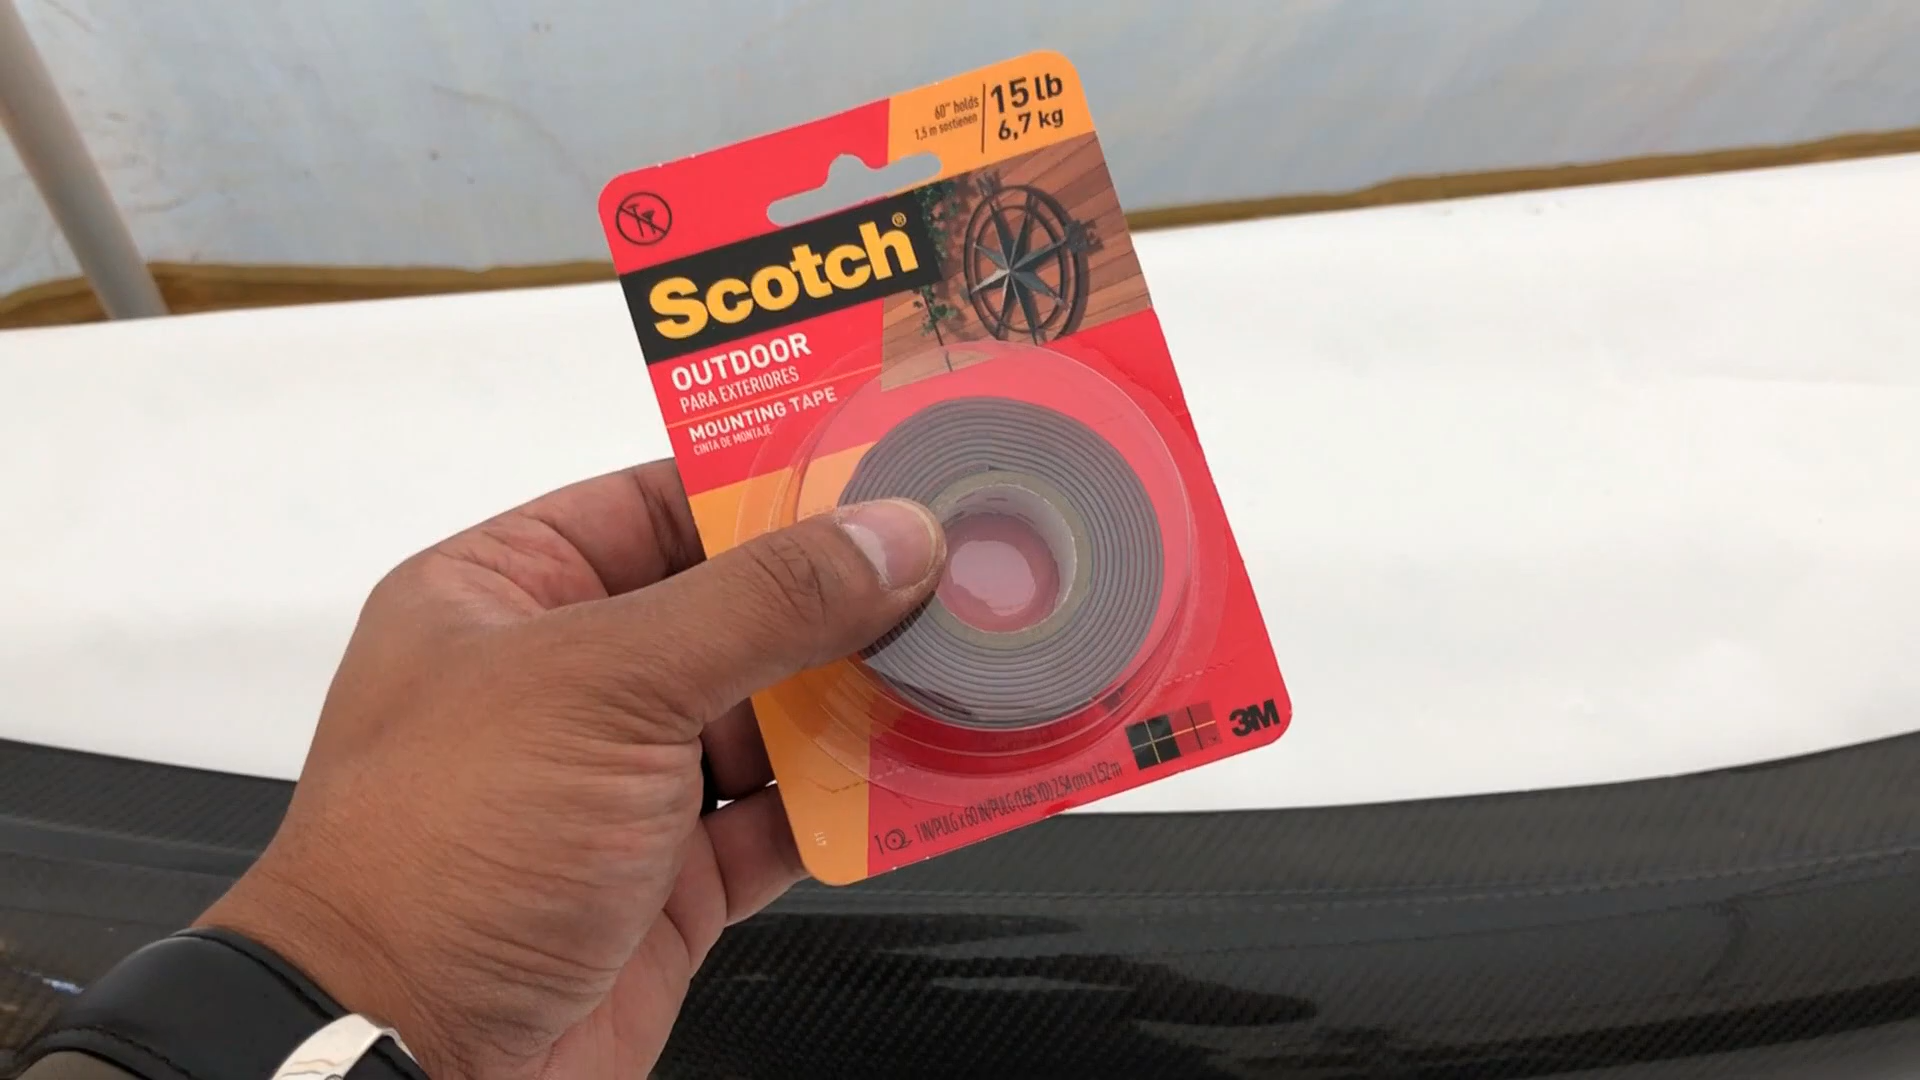 60" holds
1,5 m sostienen
15 lb
6,7 kg
Scotch®
OUTDOOR
PARA EXTERIORES
MOUNTING TAPE
CINTA DE MONTAJE
3M
1 IN/PULG x 60 IN/PULG (1.66 YD) 2,54 cm x 1,52 m